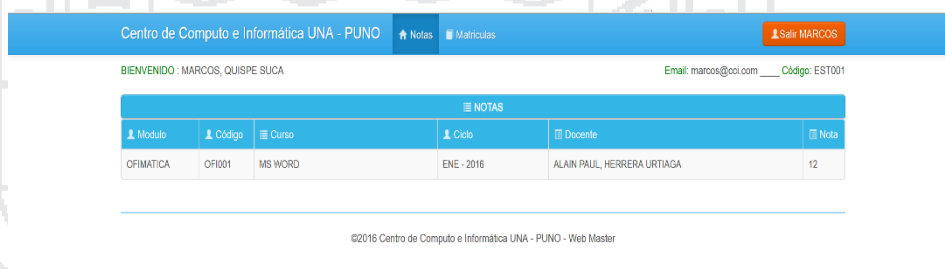 Centro de Computo e Informática UNA - PUNO Notas Matriculas Salir MARCOS
BIENVENIDO : MARCOS, QUISPE SUCA Email: marcos@cci.com ____ Código: EST001
NOTAS
Modulo Código Curso Ciclo Docente Nota
OFIMATICA OFI001 MS WORD ENE - 2016 ALAIN PAUL, HERRERA URTIAGA 12
©2016 Centro de Computo e Informática UNA - PUNO - Web Master